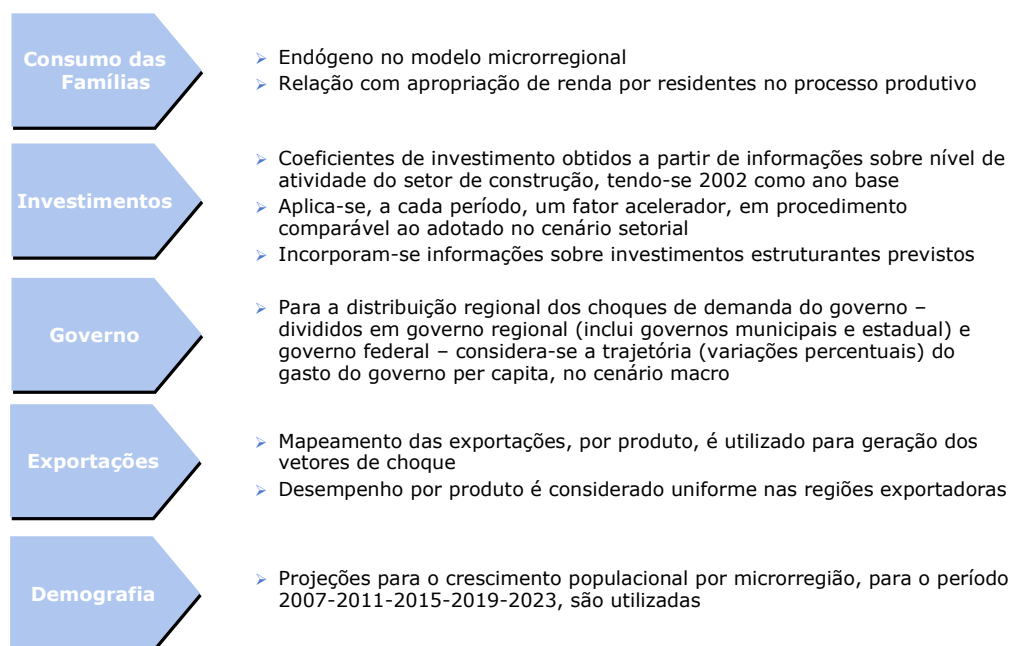 Consumo das
Famílias
➢ Endógeno no modelo microrregional
➢ Relação com apropriação de renda por residentes no processo produtivo
Investimentos
➢ Coeficientes de investimento obtidos a partir de informações sobre nível de
atividade do setor de construção, tendo-se 2002 como ano base
➢ Aplica-se, a cada período, um fator acelerador, em procedimento
comparável ao adotado no cenário setorial
➢ Incorporam-se informações sobre investimentos estruturantes previstos
Governo
➢ Para a distribuição regional dos choques de demanda do governo –
divididos em governo regional (inclui governos municipais e estadual) e
governo federal – considera-se a trajetória (variações percentuais) do
gasto do governo per capita, no cenário macro
Exportações
➢ Mapeamento das exportações, por produto, é utilizado para geração dos
vetores de choque
➢ Desempenho por produto é considerado uniforme nas regiões exportadoras
Demografia
➢ Projeções para o crescimento populacional por microrregião, para o período
2007-2011-2015-2019-2023, são utilizadas